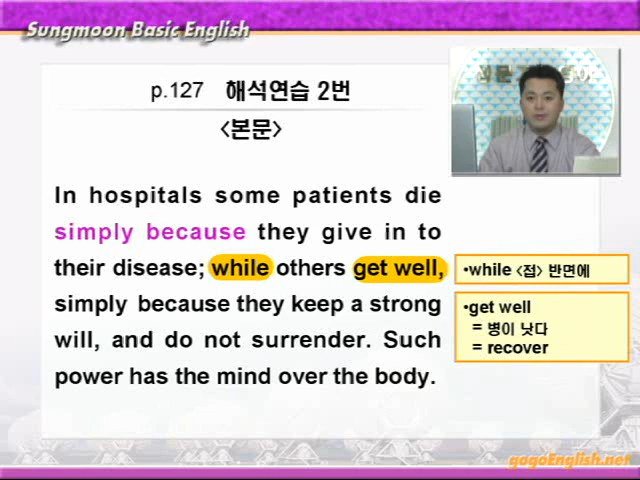 Sungmoon Basic English
p.127 해석연습 2번
<본문>
In hospitals some patients die
simply because they give in to
their disease; while others get well,
simply because they keep a strong
will, and do not surrender. Such
power has the mind over the body.
•while <접> 반면에
•get well
= 병이 낫다
= recover
gogoEnglish.net